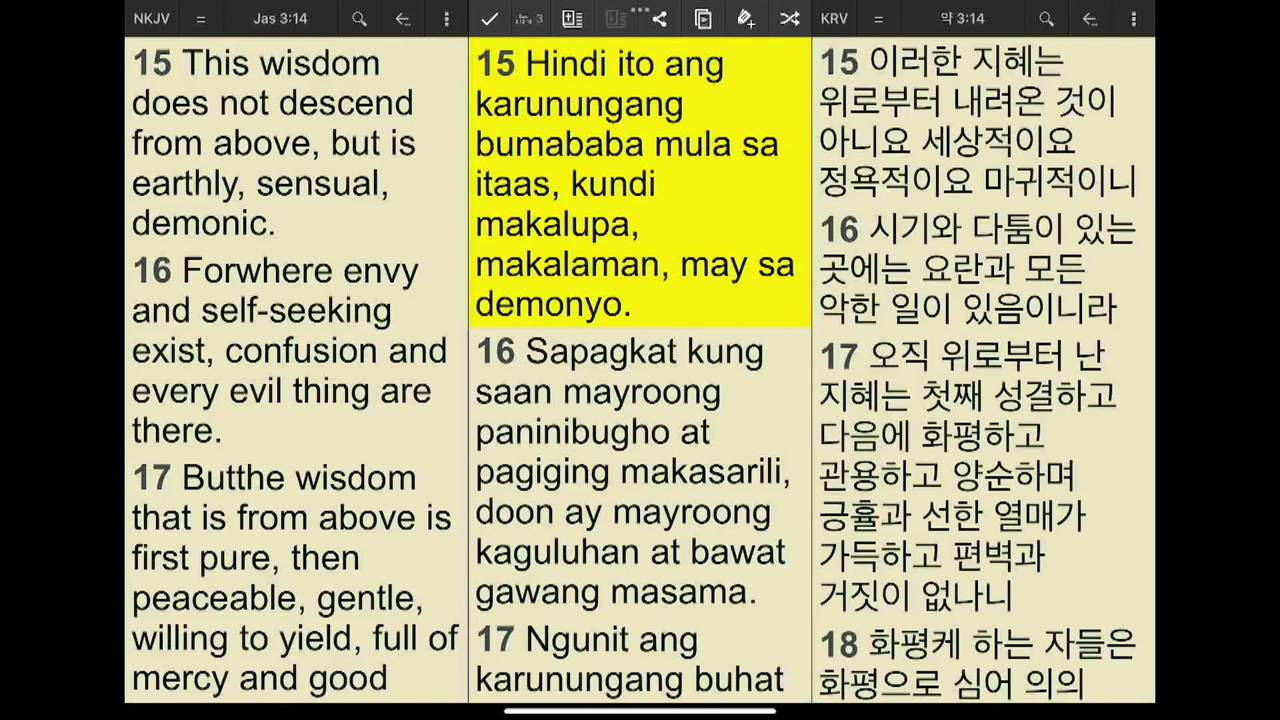 NKJV = Jas 3:14
15 This wisdom
does not descend
from above, but is
earthly, sensual,
demonic.
16 Forwhere envy
and self-seeking
exist, confusion and
every evil thing are
there.
17 Butthe wisdom
that is from above is
first pure, then
peaceable, gentle,
willing to yield, full of
mercy and good
15 Hindi ito ang
karunungang
bumababa mula sa
itaas, kundi
makalupa,
makalaman, may sa
demonyo.
16 Sapagkat kung
saan mayroong
paninibugho at
pagiging makasarili,
doon ay mayroong
kaguluhan at bawat
gawang masama.
17 Ngunit ang
karunungang buhat
KRV = 약 3:14
15 이러한 지혜는
위로부터 내려온 것이
아니요 세상적이요
정욕적이요 마귀적이니
16 시기와 다툼이 있는
곳에는 요란과 모든
악한 일이 있음이니라
17 오직 위로부터 난
지혜는 첫째 성결하고
다음에 화평하고
관용하고 양순하며
긍휼과 선한 열매가
가득하고 편벽과
거짓이 없나니
18 화평케 하는 자들은
화평으로 심어 의의